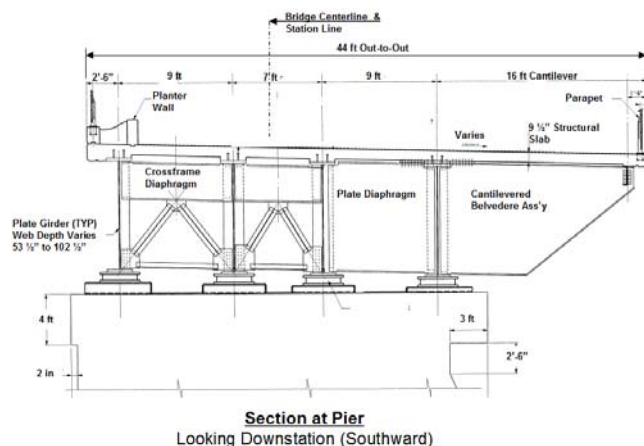 Bridge Centerline &
Station Line
44 ft Out-to-Out
2'-6"
9 ft
7 ft
9 ft
16 ft Cantilever
Planter
Wall
Parapet
Varies
9 ½" Structural
Slab
Crossframe
Diaphragm
Plate Diaphragm
Cantilevered
Belvedere Ass'y
Plate Girder (TYP)
Web Depth Varies
53 ½" to 102 ½"
4 ft
3 ft
2'-6"
2 in
Section at Pier
Looking Downstation (Southward)